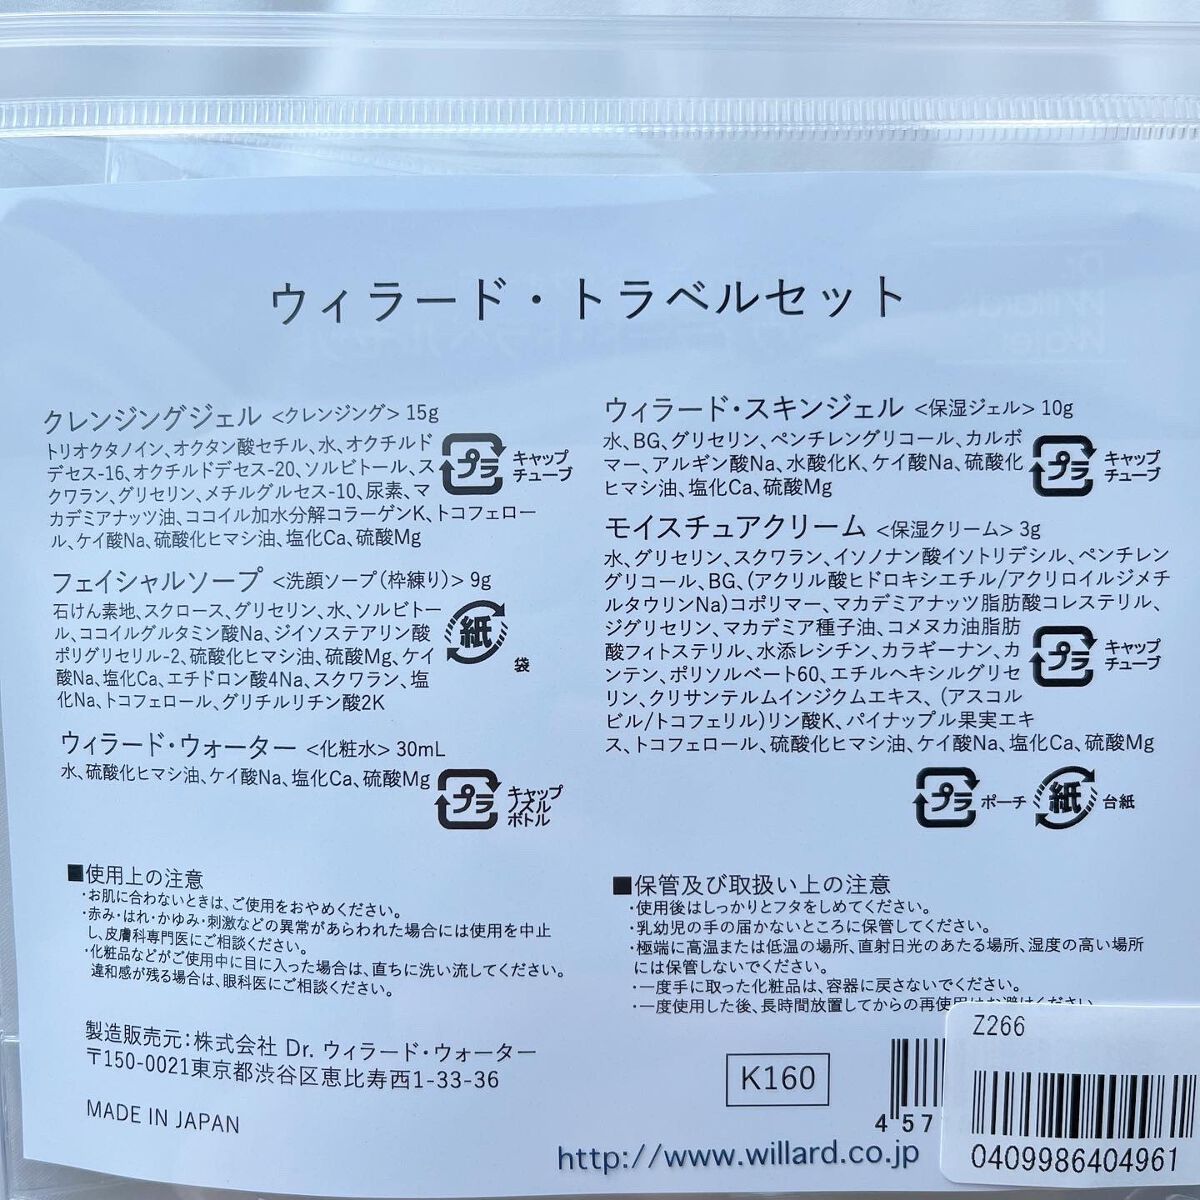 ウィラード・トラベルセット
クレンジングジェル <クレンジング> 15g
トリオクタノイン、オクタン酸セチル、水、オクチルド
デセス-16、オクチルドデセス-20、ソルビトール、ス
クワラン、グリセリン、メチルグルセス-10、尿素、マ
カデミアナッツ油、ココイル加水分解コラーゲンK、トコフェロー
ル、ケイ酸Na、硫酸化ヒマシ油、塩化Ca、硫酸Mg
プラ
キャップ
チューブ
フェイシャルソープ <洗顔ソープ(枠練り)> 9g
石けん素地、スクロース、グリセリン、水、ソルビトー
ル、ココイルグルタミン酸Na、ジイソステアリン酸
ポリグリセリル-2、硫酸化ヒマシ油、硫酸Mg、ケイ
酸Na、塩化Ca、エチドロン酸4Na、スクワラン、塩
化Na、トコフェロール、グリチルリチン酸2K
紙
袋
ウィラード・ウォーター <化粧水> 30mL
水、硫酸化ヒマシ油、ケイ酸Na、塩化Ca、硫酸Mg
プラ
キャップ
ノズル
ボトル
ウィラード・スキンジェル <保湿ジェル> 10g
水、BG、グリセリン、ペンチレングリコール、カルボ
マー、アルギン酸Na、水酸化K、ケイ酸Na、硫酸化
ヒマシ油、塩化Ca、硫酸Mg
プラ
キャップ
チューブ
モイスチュアクリーム <保湿クリーム> 3g
水、グリセリン、スクワラン、イソノナン酸イソトリデシル、ペンチレン
グリコール、BG、(アクリル酸ヒドロキシエチル/アクリロイルジメチ
ルタウリンNa)コポリマー、マカデミアナッツ脂肪酸コレステリル、
ジグリセリン、マカデミア種子油、コメヌカ油脂肪
酸フィトステリル、水添レシチン、カラギーナン、カ
ンテン、ポリソルベート60、エチルヘキシルグリセ
リン、クリサンテルムインジクムエキス、(アスコル
ビル/トコフェリル)リン酸K、パイナップル果実エキ
ス、トコフェロール、硫酸化ヒマシ油、ケイ酸Na、塩化Ca、硫酸Mg
プラ
キャップ
チューブ
プラ ポーチ 紙 台紙
■使用上の注意
・お肌に合わないときは、ご使用をおやめください。
・赤み・はれ・かゆみ・刺激などの異常があらわれた場合には使用を中止
し、皮膚科専門医にご相談ください。
・化粧品などがご使用中に目に入った場合は、直ちに洗い流してください。
違和感が残る場合は、眼科医にご相談ください。
■保管及び取扱い上の注意
・使用後はしっかりとフタをしめてください。
・乳幼児の手の届かないところに保管してください。
・極端に高温または低温の場所、直射日光のあたる場所、湿度の高い場所
には保管しないでください。
・一度手に取った化粧品は、容器に戻さないでください。
・一度使用した後、長時間放置してからの再使用はお避けください。
製造販売元:株式会社 Dr. ウィラード・ウォーター
〒150-0021東京都渋谷区恵比寿西1-33-36
MADE IN JAPAN
K160
4 57
http://www.willard.co.jp
Z266
0409986404961